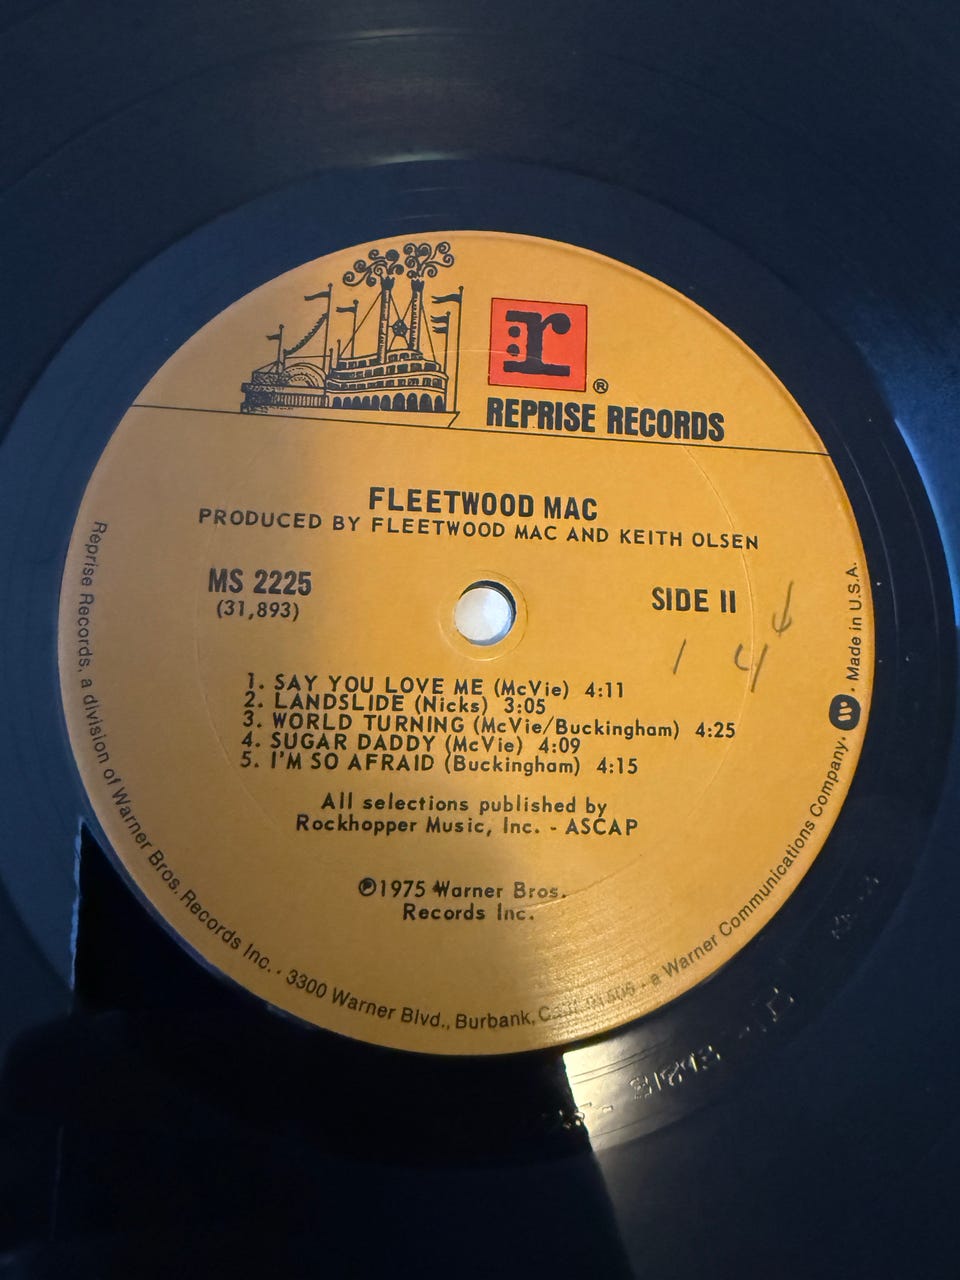 r
®
REPRISE RECORDS
FLEETWOOD MAC
PRODUCED BY FLEETWOOD MAC AND KEITH OLSEN
MS 2225
(31,893)
SIDE II
1 4
1. SAY YOU LOVE ME (McVie) 4:11
2. LANDSLIDE (Nicks) 3:05
3. WORLD TURNING (McVie/Buckingham) 4:25
4. SUGAR DADDY (McVie) 4:09
5. I'M SO AFRAID (Buckingham) 4:15
All selections published by
Rockhopper Music, Inc. - ASCAP
℗1975 Warner Bros.
Records Inc.
Reprise Records, a division of Warner Bros. Records Inc. · 3300 Warner Blvd., Burbank, · a Warner Communications Company. · Made in U.S.A.